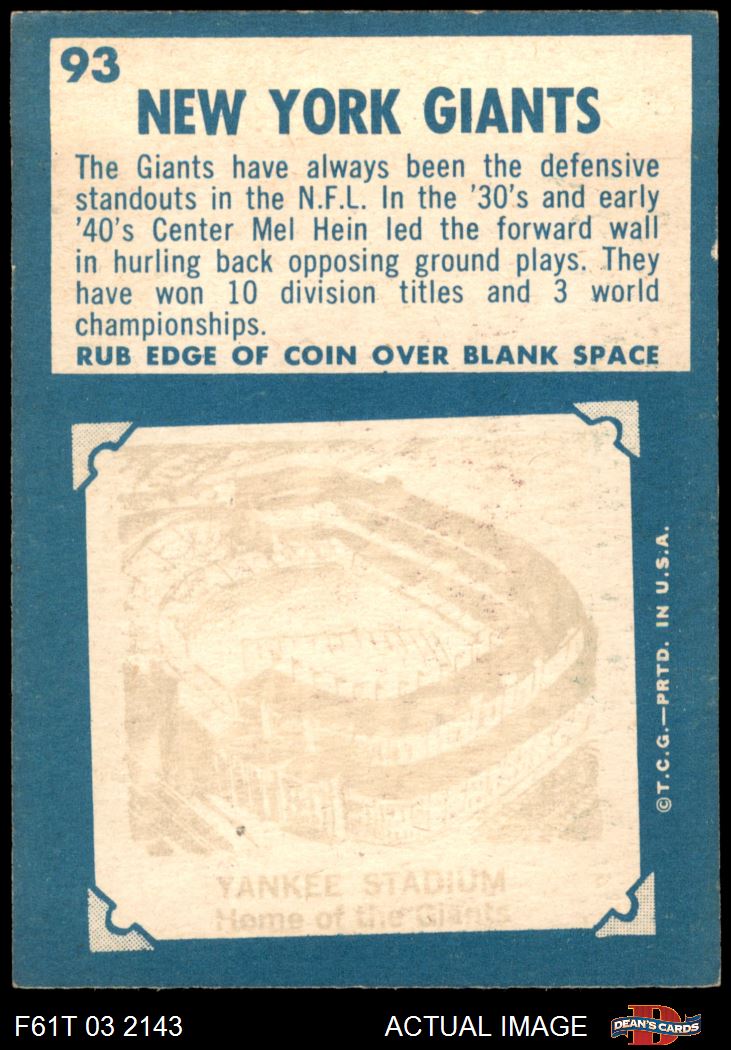 93
NEW YORK GIANTS
The Giants have always been the defensive
standouts in the N.F.L. In the '30's and early
'40's Center Mel Hein led the forward wall
in hurling back opposing ground plays. They
have won 10 division titles and 3 world
championships.
RUB EDGE OF COIN OVER BLANK SPACE
©T.C.G.—PRTD. IN U.S.A.
YANKEE STADIUM
Home of the Giants
F61T 03 2143
ACTUAL IMAGE
DEAN'S CARDS